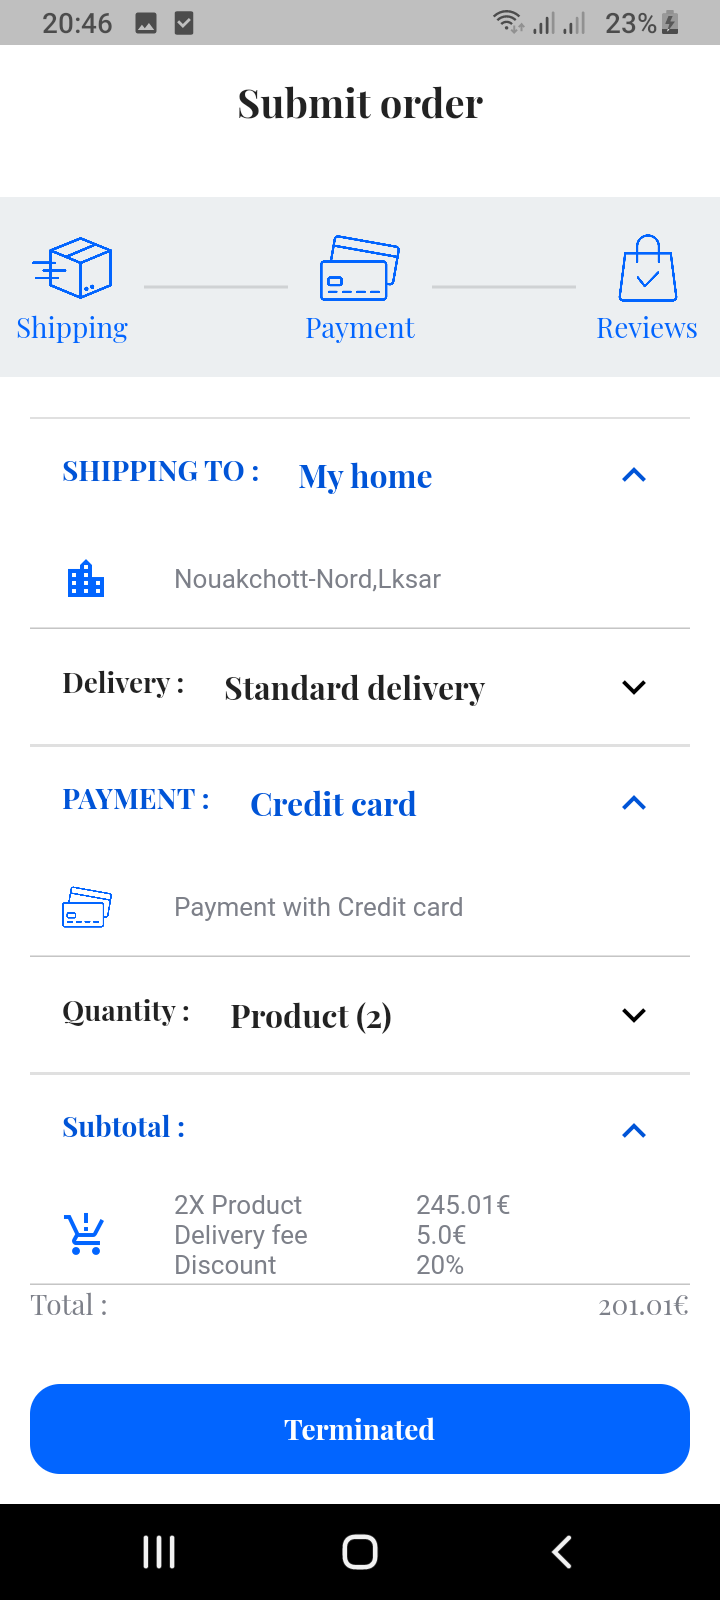 20:46 23%
Submit order
Shipping Payment Reviews
SHIPPING TO : My home
Nouakchott-Nord,Lksar
Delivery : Standard delivery
PAYMENT : Credit card
Payment with Credit card
Quantity : Product (2)
Subtotal :
2X Product 245.01€
Delivery fee 5.0€
Discount 20%
Total : 201.01€
Terminated